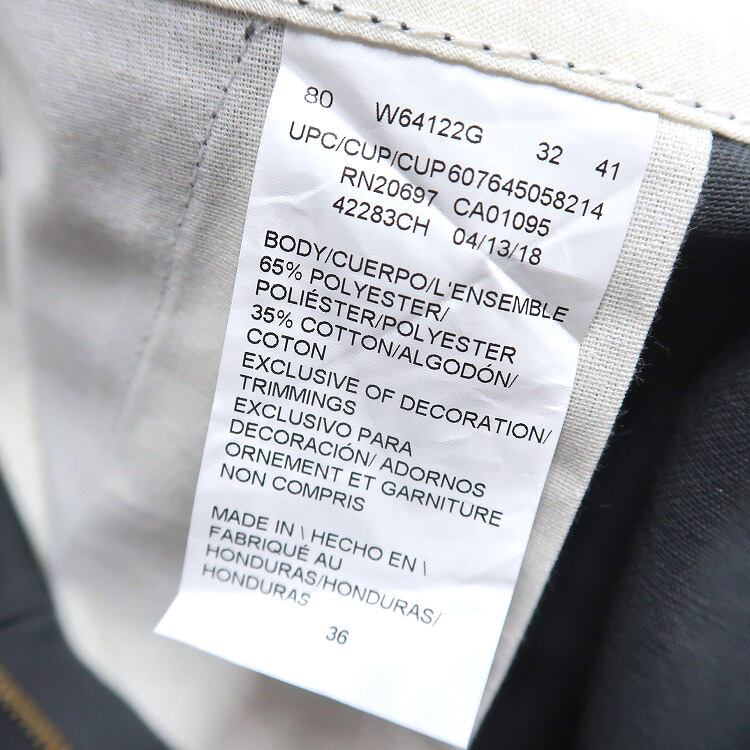 80 W64122G 32 41
UPC/CUP/CUP607645058214
RN20697 CA01095
42283CH 04/13/18
BODY/CUERPO/L'ENSEMBLE
65% POLYESTER/
POLIÉSTER/POLYESTER
35% COTTON/ALGODÓN/
COTON
EXCLUSIVE OF DECORATION/
TRIMMINGS
EXCLUSIVO PARA
DECORACIÓN/ ADORNOS
ORNEMENT ET GARNITURE
NON COMPRIS
MADE IN \ HECHO EN \
FABRIQUÉ AU
HONDURAS/HONDURAS/
HONDURAS
36